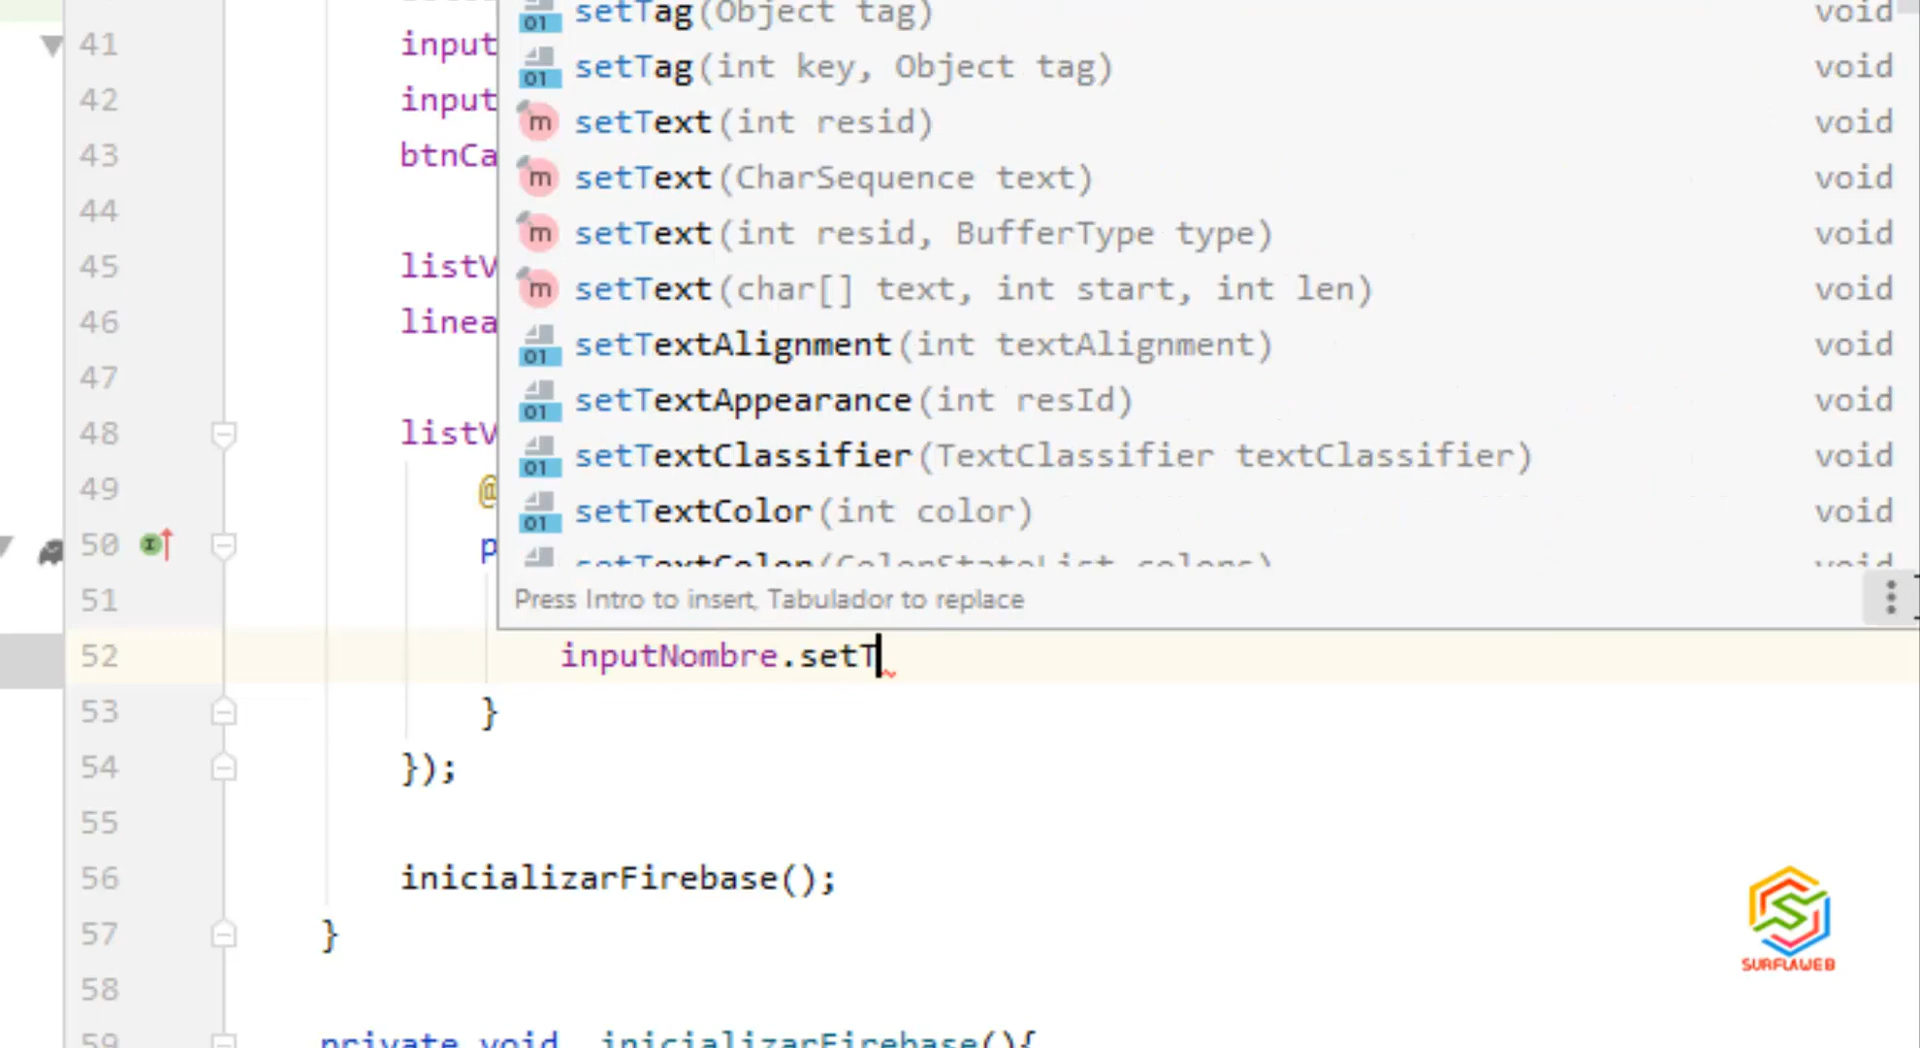 setTag(Object tag) void
41 input setTag(int key, Object tag) void
42 input setText(int resid) void
43 btnCa setText(CharSequence text) void
44 setText(int resid, BufferType type) void
45 listV setText(char[] text, int start, int len) void
46 linea setTextAlignment(int textAlignment) void
47 setTextAppearance(int resId) void
48 listV setTextClassifier(TextClassifier textClassifier) void
49 @ setTextColor(int color) void
50 p setTextColor(ColorStateList colors) void
51 Press Intro to insert, Tabulador to replace
52 inputNombre.setT
53 }
54 });
55
56 inicializarFirebase();
57 }
58
59 private void inicializarFirebase(){
SURFLAWEB